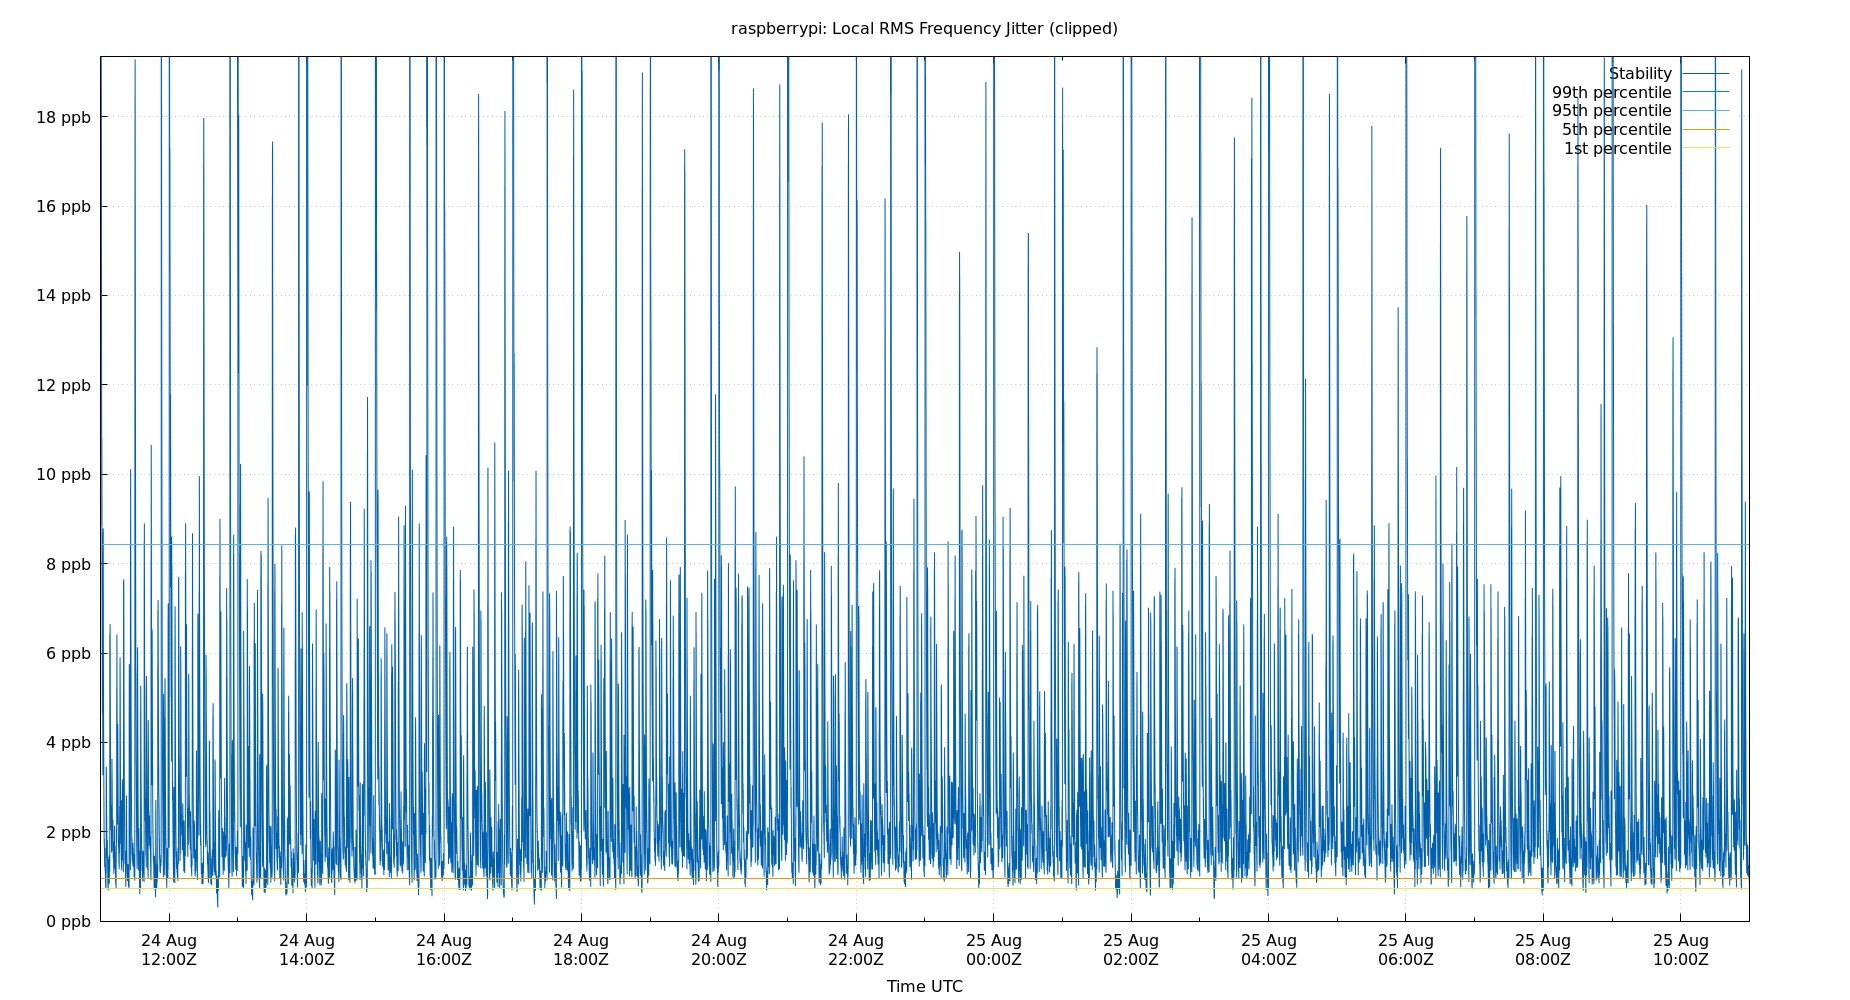 raspberrypi: Local RMS Frequency Jitter (clipped)
Stability
99th percentile
95th percentile
5th percentile
1st percentile
18 ppb
16 ppb
14 ppb
12 ppb
10 ppb
8 ppb
6 ppb
4 ppb
2 ppb
0 ppb
24 Aug 24 Aug 24 Aug 24 Aug 24 Aug 24 Aug 25 Aug 25 Aug 25 Aug 25 Aug 25 Aug 25 Aug
12:00Z 14:00Z 16:00Z 18:00Z 20:00Z 22:00Z 00:00Z 02:00Z 04:00Z 06:00Z 08:00Z 10:00Z
Time UTC